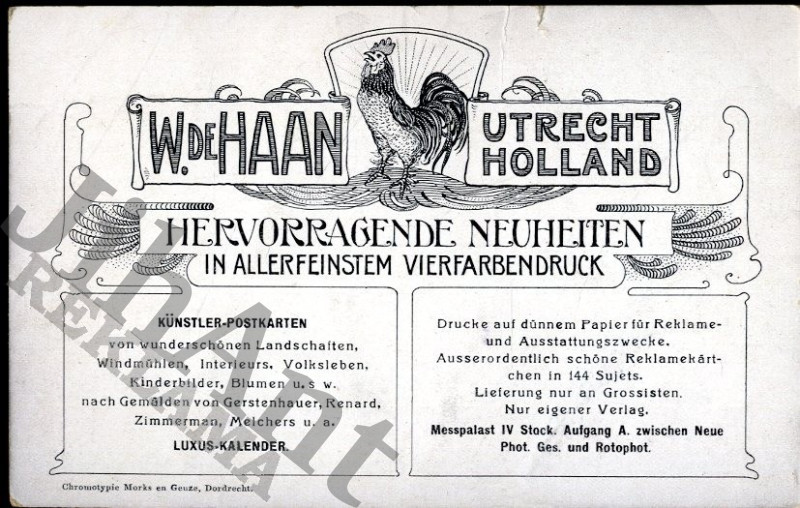 W. DE HAAN
UTRECHT
HOLLAND
HERVORRAGENDE NEUHEITEN
IN ALLERFEINSTEM VIERFARBENDRUCK
KÜNSTLER-POSTKARTEN
von wunderschönen Landschaften,
Windmühlen, Interieurs, Volksleben,
Kinderbilder, Blumen u. s w.
nach Gemälden von Gerstenhauer, Renard,
Zimmerman, Melchers u. a.
LUXUS-KALENDER.
Drucke auf dünnem Papier für Reklame-
und Ausstattungszwecke.
Ausserordentlich schöne Reklamekärt-
chen in 144 Sujets.
Lieferung nur an Grossisten.
Nur eigener Verlag.
Messpalast IV Stock. Aufgang A. zwischen Neue
Phot. Ges. und Rotophot.
Chromotypie Morks en Geuze, Dordrecht.
JihAnt
REKLAMA